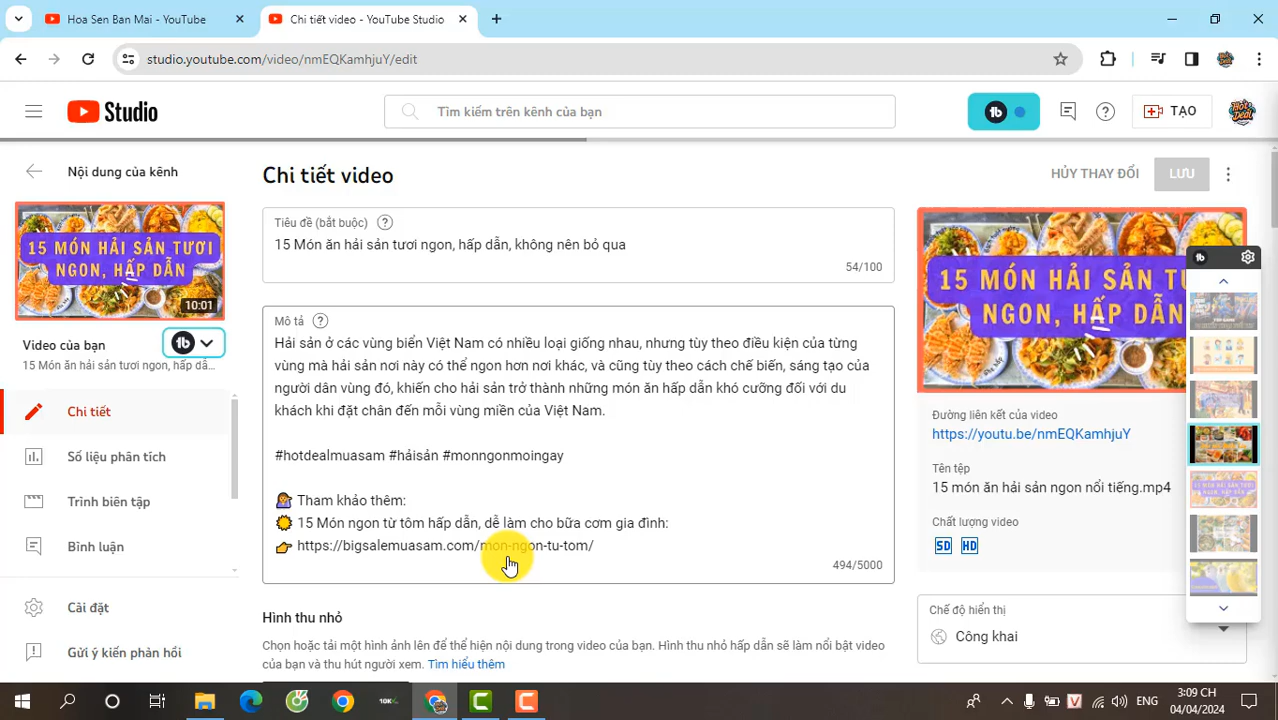 Hoa Sen Ban Mai - YouTube
Chi tiết video - YouTube Studio
studio.youtube.com/video/nmEQKamhjuY/edit
Studio
Tìm kiếm trên kênh của bạn
TẠO
Nội dung của kênh
Chi tiết video
HỦY THAY ĐỔI
LƯU
15 MÓN HẢI SẢN TƯƠI
NGON, HẤP DẪN
10:01
Video của bạn
15 Món ăn hải sản tươi ngon, hấp dẫ...
Chi tiết
Số liệu phân tích
Trình biên tập
Bình luận
Cài đặt
Gửi ý kiến phản hồi
Tiêu đề (bắt buộc)
15 Món ăn hải sản tươi ngon, hấp dẫn, không nên bỏ qua
54/100
Mô tả
Hải sản ở các vùng biển Việt Nam có nhiều loại giống nhau, nhưng tùy theo điều kiện của từng
vùng mà hải sản nơi này có thể ngon hơn nơi khác, và cũng tùy theo cách chế biến, sáng tạo của
người dân vùng đó, khiến cho hải sản trở thành những món ăn hấp dẫn khó cưỡng đối với du
khách khi đặt chân đến mỗi vùng miền của Việt Nam.
#hotdealmuasam #hảisản #monngonmoingay
Tham khảo thêm:
15 Món ngon từ tôm hấp dẫn, dễ làm cho bữa cơm gia đình:
https://bigsalemuasam.com/mon-ngon-tu-tom/
494/5000
Hình thu nhỏ
Chọn hoặc tải một hình ảnh lên để thể hiện nội dung trong video của bạn. Hình thu nhỏ hấp dẫn sẽ làm nổi bật video
của bạn và thu hút người xem. Tìm hiểu thêm
15 MÓN HẢI SẢN T
NGON, HẤP DẪN
Đường liên kết của video
https://youtu.be/nmEQKamhjuY
Tên tệp
15 món ăn hải sản ngon nổi tiếng.mp4
Chất lượng video
SD HD
Chế độ hiển thị
Công khai
10K
ENG
3:09 CH
04/04/2024